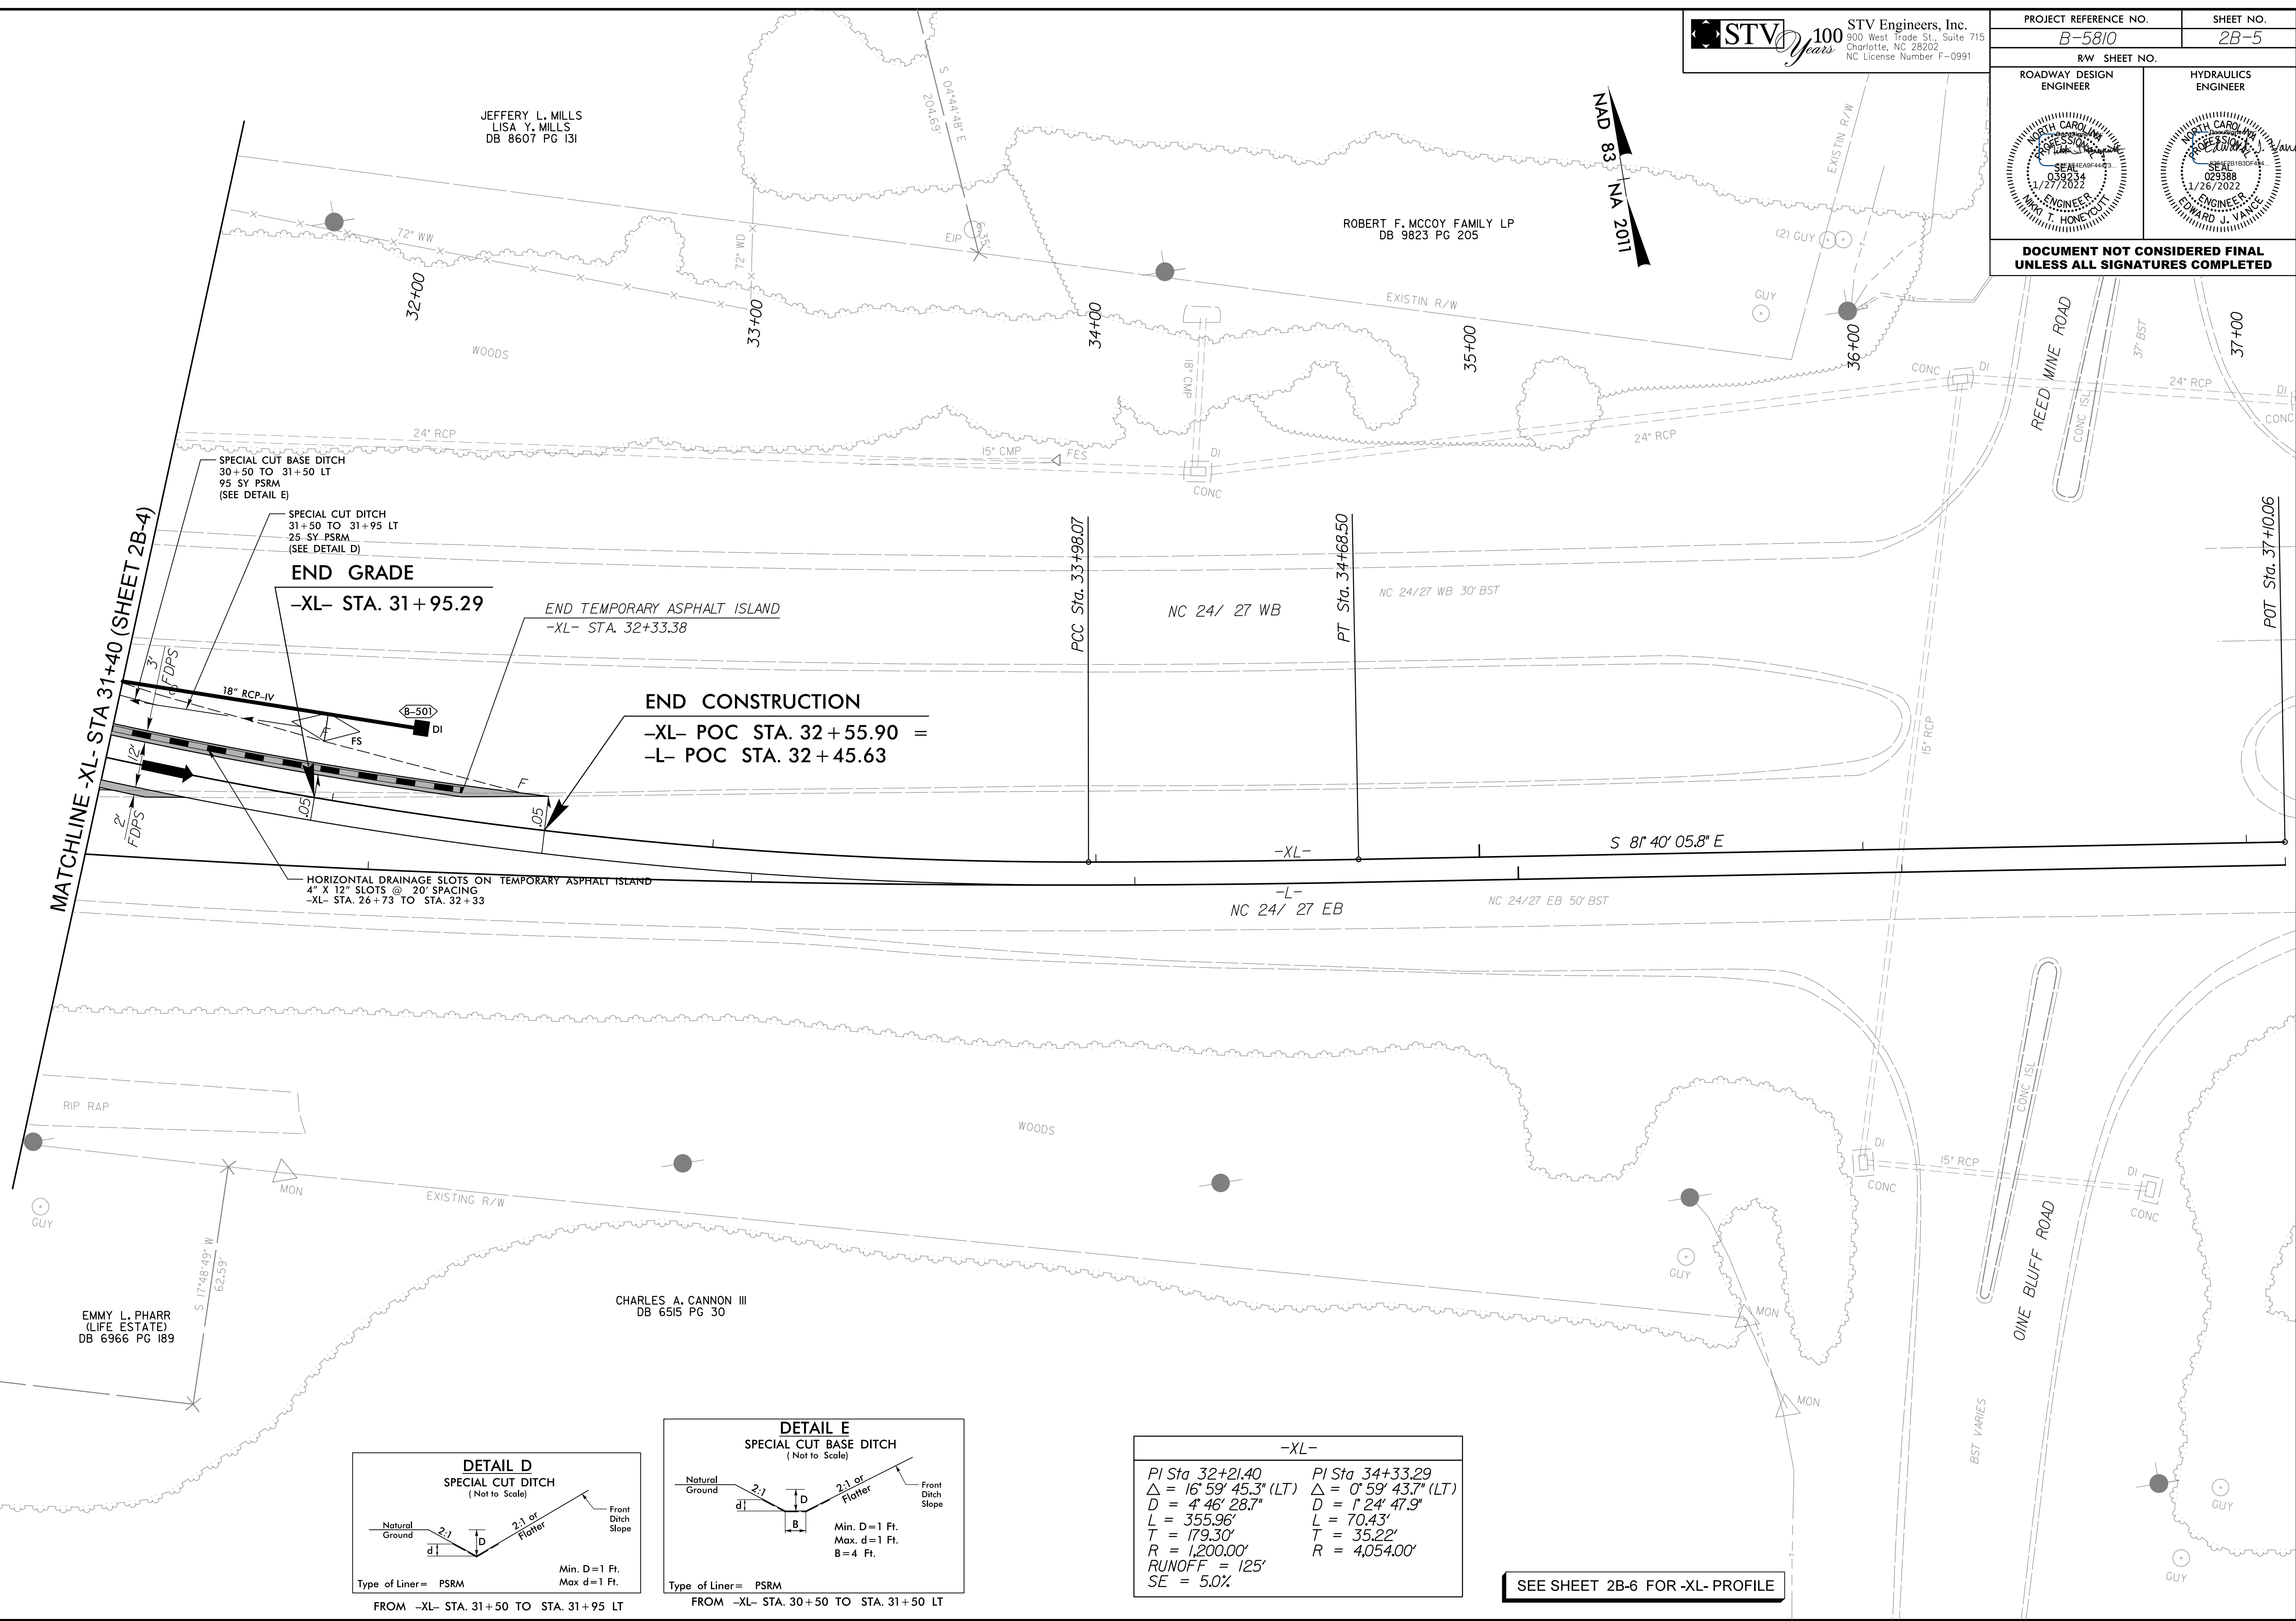 STV 100 Years
STV Engineers, Inc.
900 West Trade St., Suite 715
Charlotte, NC 28202
NC License Number F-0991
PROJECT REFERENCE NO.
SHEET NO.
B-5810
2B-5
R/W SHEET NO.
ROADWAY DESIGN
ENGINEER
HYDRAULICS
ENGINEER
NORTH CAROLINA
PROFESSIONAL
SEAL
039234
1/27/2022
ENGINEER
NIKKI T. HONEYCUTT
NORTH CAROLINA
PROFESSIONAL
SEAL
029388
1/26/2022
ENGINEER
EDWARD J. VANCE
DOCUMENT NOT CONSIDERED FINAL
UNLESS ALL SIGNATURES COMPLETED
JEFFERY L. MILLS
LISA Y. MILLS
DB 8607 PG 131
S 04°44'48" E
204.69'
NAD 83 NA 2011
EXISTIN R/W
ROBERT F. MCCOY FAMILY LP
DB 9823 PG 205
(2) GUY
72" WW
72" WD
EIP
6.35'
EXISTIN R/W
GUY
32+00
33+00
34+00
35+00
36+00
37+00
WOODS
18" CMP
REED MINE ROAD
37' BST
CONC ISL
CONC
DI
24" RCP
DI
CONC
24" RCP
15" CMP
FES
DI
CONC
24" RCP
SPECIAL CUT BASE DITCH
30+50 TO 31+50 LT
95 SY PSRM
(SEE DETAIL E)
SPECIAL CUT DITCH
31+50 TO 31+95 LT
25 SY PSRM
(SEE DETAIL D)
MATCHLINE -XL- STA 31+40 (SHEET 2B-4)
END GRADE
-XL- STA. 31+95.29
END TEMPORARY ASPHALT ISLAND
-XL- STA. 32+33.38
PCC Sta. 33+98.07
PT Sta. 34+68.50
POT Sta. 37+10.06
NC 24/27 WB 30' BST
NC 24/ 27 WB
3'
FDPS
18" RCP-IV
B-501
DI
F
FS
END CONSTRUCTION
-XL- POC STA. 32+55.90 =
-L- POC STA. 32+45.63
15" RCP
12'
F
.05
.05
2'
FDPS
HORIZONTAL DRAINAGE SLOTS ON TEMPORARY ASPHALT ISLAND
4" X 12" SLOTS @ 20' SPACING
-XL- STA. 26+73 TO STA. 32+33
-XL-
S 81° 40' 05.8" E
-L-
NC 24/ 27 EB
NC 24/27 EB 50' BST
RIP RAP
WOODS
CONC ISL
MON
EXISTING R/W
GUY
DI
CONC
15" RCP
DI
CONC
S 17°48'49" W
62.59'
GUY
OINE BLUFF ROAD
EMMY L. PHARR
(LIFE ESTATE)
DB 6966 PG 189
CHARLES A. CANNON III
DB 6515 PG 30
MON
MON
BST VARIES
GUY
GUY
DETAIL D
SPECIAL CUT DITCH
( Not to Scale)
Natural
Ground
2:1
d
D
2:1 or
Flatter
Front
Ditch
Slope
Min. D=1 Ft.
Max d=1 Ft.
Type of Liner= PSRM
FROM -XL- STA. 31+50 TO STA. 31+95 LT
DETAIL E
SPECIAL CUT BASE DITCH
( Not to Scale)
Natural
Ground
2:1
d
D
B
2:1 or
Flatter
Front
Ditch
Slope
Min. D=1 Ft.
Max. d=1 Ft.
B=4 Ft.
Type of Liner= PSRM
FROM -XL- STA. 30+50 TO STA. 31+50 LT
-XL-
PI Sta 32+21.40
Δ = 16° 59' 45.3" (LT)
D = 4° 46' 28.7"
L = 355.96'
T = 179.30'
R = 1,200.00'
RUNOFF = 125'
SE = 5.0%
PI Sta 34+33.29
Δ = 0° 59' 43.7" (LT)
D = 1° 24' 47.9"
L = 70.43'
T = 35.22'
R = 4,054.00'
SEE SHEET 2B-6 FOR -XL- PROFILE